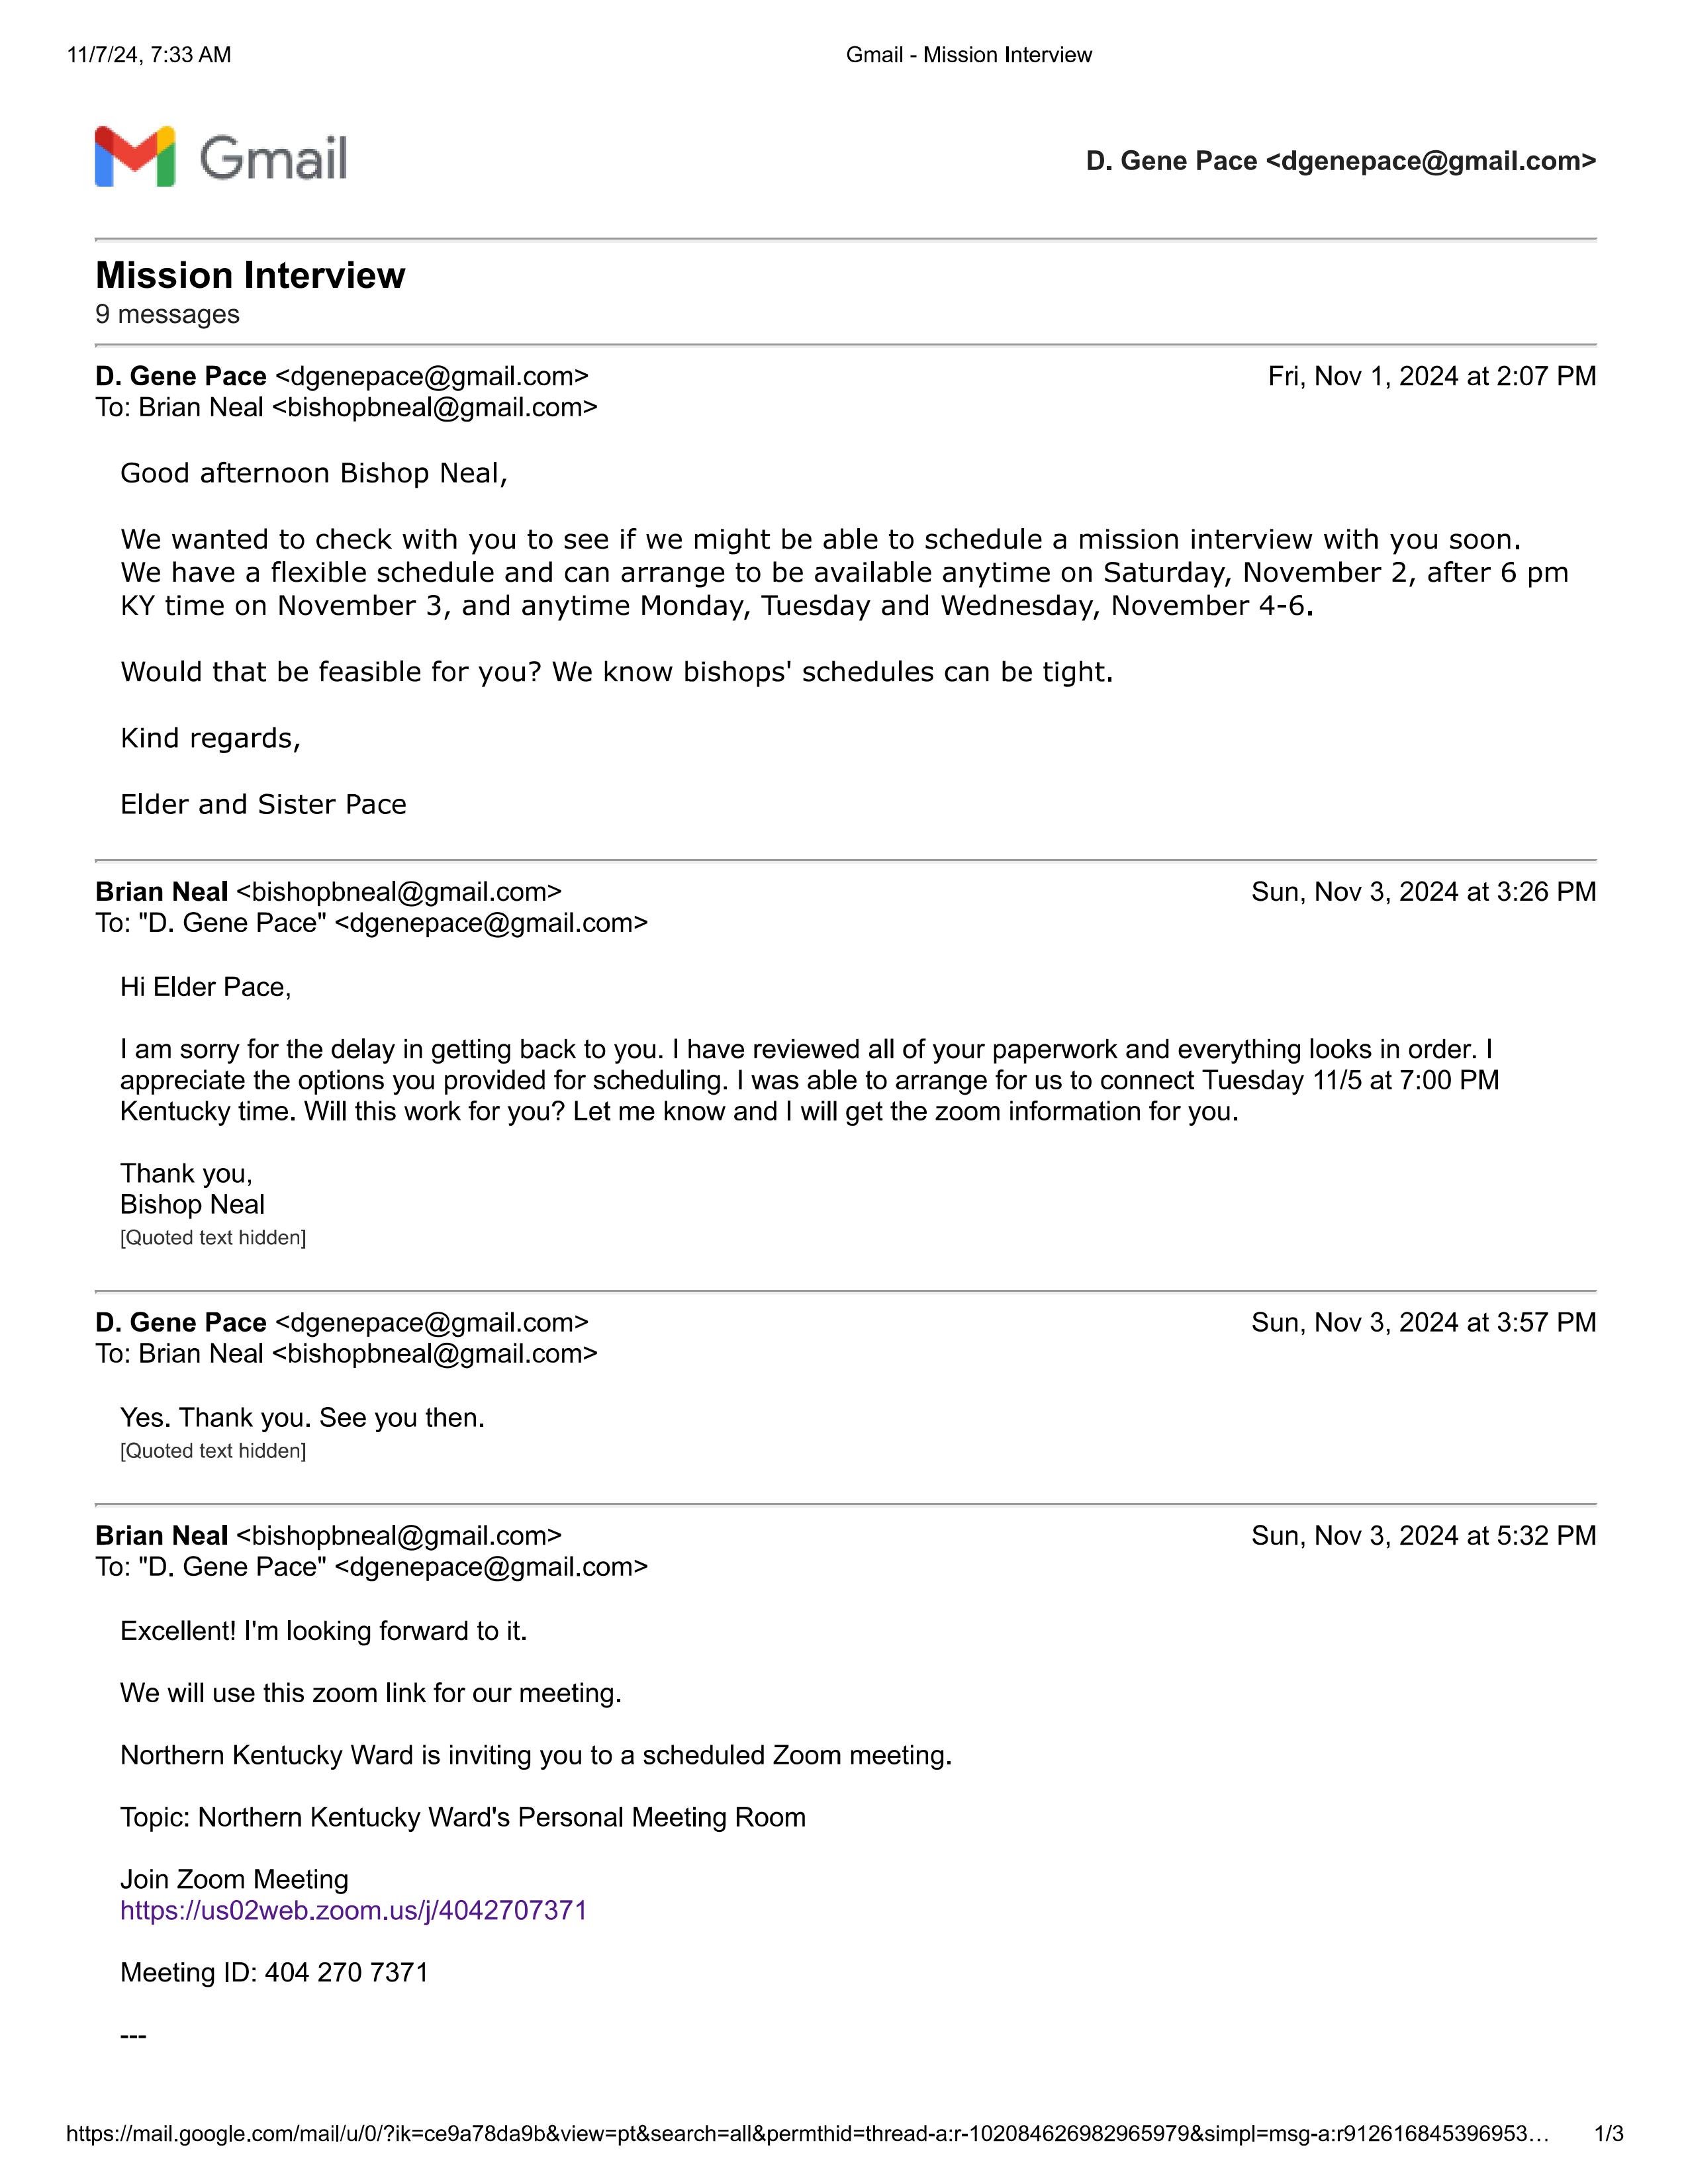 11/7/24, 7:33 AM Gmail - Mission Interview
Gmail D. Gene Pace <dgenepace@gmail.com>
Mission Interview
9 messages
D. Gene Pace <dgenepace@gmail.com> Fri, Nov 1, 2024 at 2:07 PM
To: Brian Neal <bishopbneal@gmail.com>
Good afternoon Bishop Neal,
We wanted to check with you to see if we might be able to schedule a mission interview with you soon.
We have a flexible schedule and can arrange to be available anytime on Saturday, November 2, after 6 pm
KY time on November 3, and anytime Monday, Tuesday and Wednesday, November 4-6.
Would that be feasible for you? We know bishops' schedules can be tight.
Kind regards,
Elder and Sister Pace
Brian Neal <bishopbneal@gmail.com> Sun, Nov 3, 2024 at 3:26 PM
To: "D. Gene Pace" <dgenepace@gmail.com>
Hi Elder Pace,
I am sorry for the delay in getting back to you. I have reviewed all of your paperwork and everything looks in order. I
appreciate the options you provided for scheduling. I was able to arrange for us to connect Tuesday 11/5 at 7:00 PM
Kentucky time. Will this work for you? Let me know and I will get the zoom information for you.
Thank you,
Bishop Neal
[Quoted text hidden]
D. Gene Pace <dgenepace@gmail.com> Sun, Nov 3, 2024 at 3:57 PM
To: Brian Neal <bishopbneal@gmail.com>
Yes. Thank you. See you then.
[Quoted text hidden]
Brian Neal <bishopbneal@gmail.com> Sun, Nov 3, 2024 at 5:32 PM
To: "D. Gene Pace" <dgenepace@gmail.com>
Excellent! I'm looking forward to it.
We will use this zoom link for our meeting.
Northern Kentucky Ward is inviting you to a scheduled Zoom meeting.
Topic: Northern Kentucky Ward's Personal Meeting Room
Join Zoom Meeting
https://us02web.zoom.us/j/4042707371
Meeting ID: 404 270 7371
---
https://mail.google.com/mail/u/0/?ik=ce9a78da9b&view=pt&search=all&permthid=thread-a:r-102084626982965979&simpl=msg-a:r912616845396953… 1/3